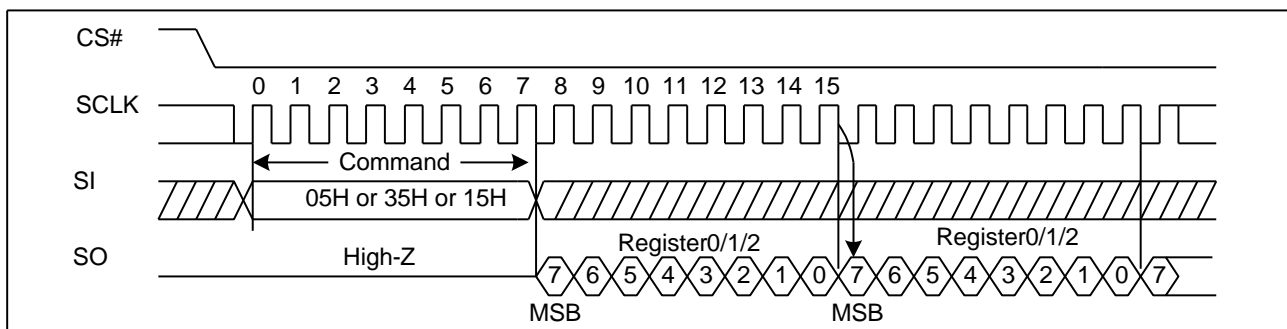 CS#
0 1 2 3 4 5 6 7 8 9 10 11 12 13 14 15
SCLK
Command
SI
05H or 35H or 15H
Register0/1/2 Register0/1/2
SO
High-Z
7 6 5 4 3 2 1 0 7 6 5 4 3 2 1 0 7
MSB MSB